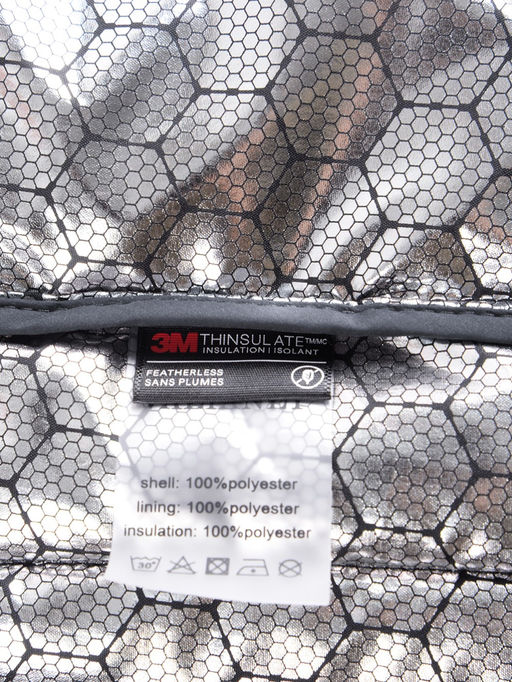 3M THINSULATE TM/MC
INSULATION | ISOLANT
FEATHERLESS
SANS PLUMES
shell: 100%polyester
lining: 100%polyester
insulation: 100%polyester
30°